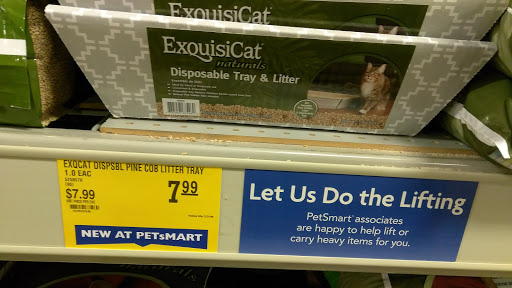 ExquisiCat
naturals
Disposable Tray & Litter
EXQCAT DISPSBL PINE COB LITTER TRAY
1.0 EAC
$7.99
7.99
NEW AT PETsMART
Let Us Do the Lifting
PetSmart associates
are happy to help lift or
carry heavy items for you.